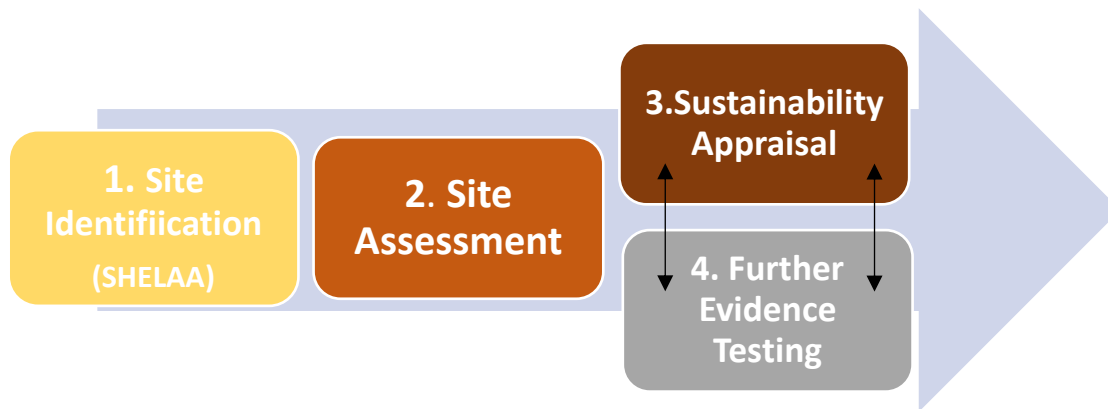 1. Site
Identifiication
(SHELAA)
2. Site
Assessment
3.Sustainability
Appraisal
4. Further
Evidence
Testing